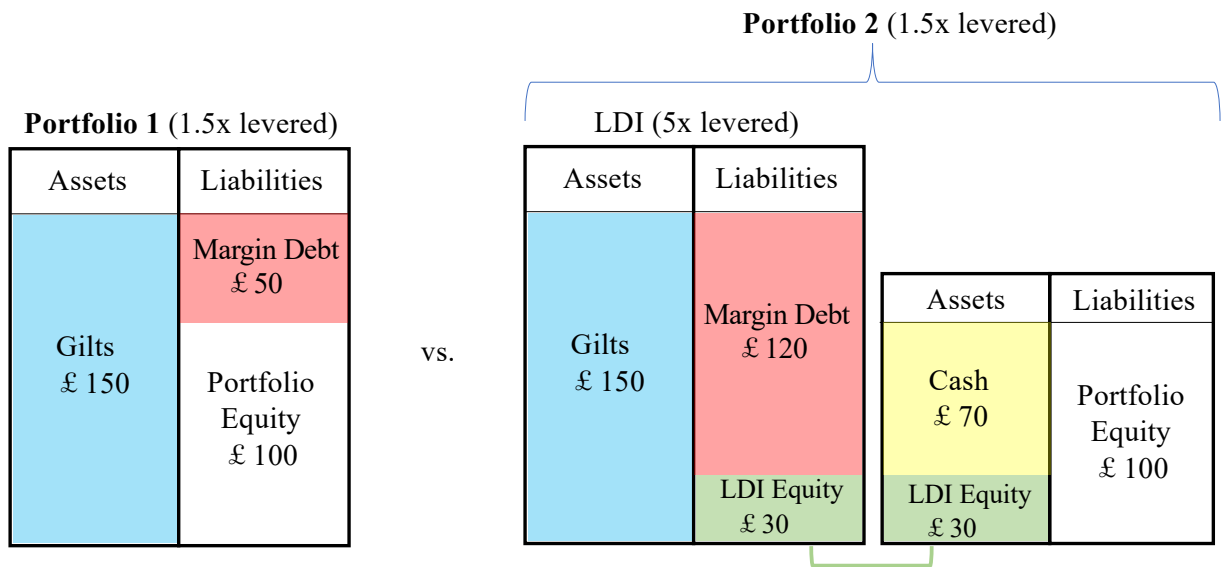 Portfolio 2 (1.5x levered)
Portfolio 1 (1.5x levered)
LDI (5x levered)
Assets
Liabilities
Margin Debt
£ 50
Gilts
£ 150
Portfolio
Equity
£ 100
vs.
Assets
Liabilities
Gilts
£ 150
Margin Debt
£ 120
LDI Equity
£ 30
Assets
Liabilities
Cash
£ 70
LDI Equity
£ 30
Portfolio
Equity
£ 100